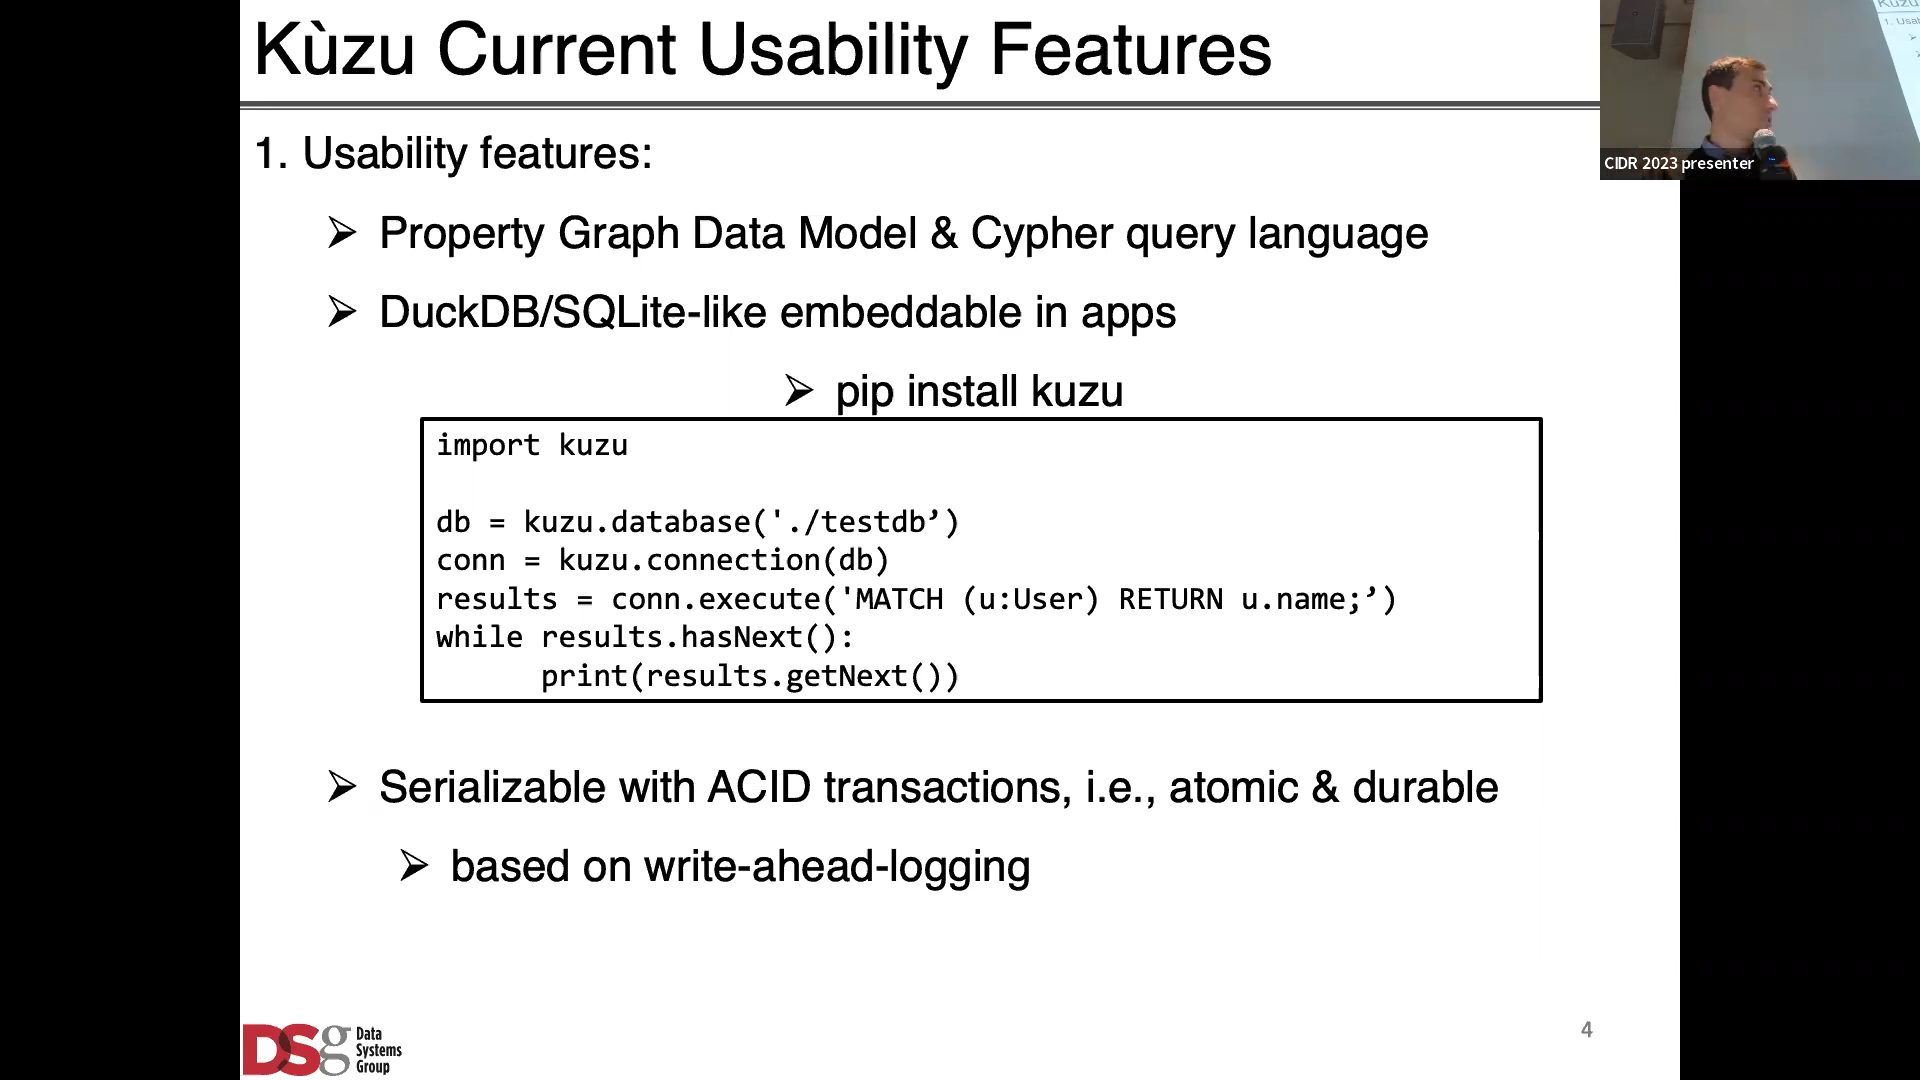 Kùzu Current Usability Features
1. Usability features:
➢ Property Graph Data Model & Cypher query language
➢ DuckDB/SQLite-like embeddable in apps
➢ pip install kuzu
import kuzu
db = kuzu.database('./testdb’)
conn = kuzu.connection(db)
results = conn.execute('MATCH (u:User) RETURN u.name;’)
while results.hasNext():
print(results.getNext())
➢ Serializable with ACID transactions, i.e., atomic & durable
➢ based on write-ahead-logging
DSg Data
Systems
Group
4
CIDR 2023 presenter